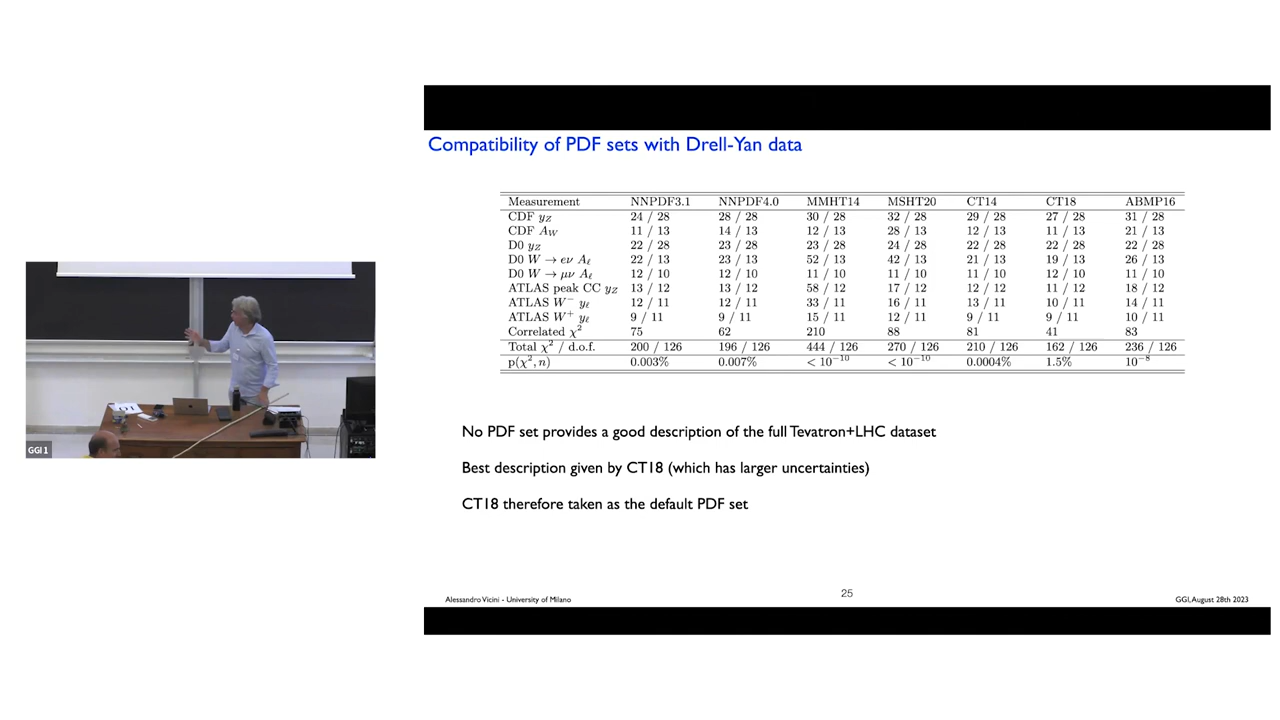 Compatibility of PDF sets with Drell-Yan data
Measurement NNPDF3.1 NNPDF4.0 MMHT14 MSHT20 CT14 CT18 ABMP16
CDF y_Z 24 / 28 28 / 28 30 / 28 32 / 28 29 / 28 27 / 28 31 / 28
CDF A_W 11 / 13 14 / 13 12 / 13 28 / 13 12 / 13 11 / 13 21 / 13
D0 y_Z 22 / 28 23 / 28 23 / 28 24 / 28 22 / 28 22 / 28 22 / 28
D0 W → eν A_ℓ 22 / 13 23 / 13 52 / 13 42 / 13 21 / 13 19 / 13 26 / 13
D0 W → μν A_ℓ 12 / 10 12 / 10 11 / 10 11 / 10 11 / 10 12 / 10 11 / 10
ATLAS peak CC y_Z 13 / 12 13 / 12 58 / 12 17 / 12 12 / 12 11 / 12 18 / 12
ATLAS W⁻ y_ℓ 12 / 11 12 / 11 33 / 11 16 / 11 13 / 11 10 / 11 14 / 11
ATLAS W⁺ y_ℓ 9 / 11 9 / 11 15 / 11 12 / 11 9 / 11 9 / 11 10 / 11
Correlated χ² 75 62 210 88 81 41 83
Total χ² / d.o.f. 200 / 126 196 / 126 444 / 126 270 / 126 210 / 126 162 / 126 236 / 126
p(χ², n) 0.003% 0.007% < 10⁻¹⁰ < 10⁻¹⁰ 0.0004% 1.5% 10⁻⁸
No PDF set provides a good description of the full Tevatron+LHC dataset
Best description given by CT18 (which has larger uncertainties)
CT18 therefore taken as the default PDF set
GGI 1
Alessandro Vicini - University of Milano 25 GGI, August 28th 2023